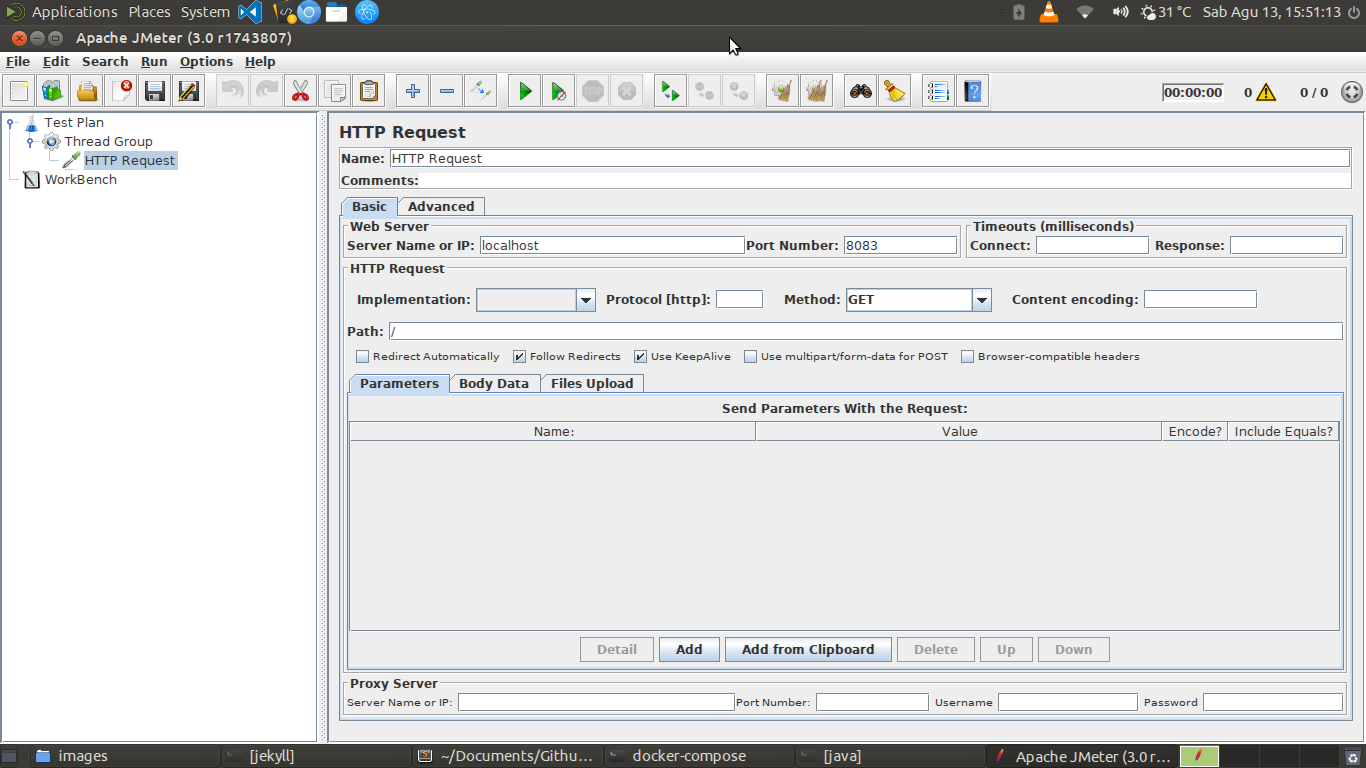 Applications Places System 31 °C Sab Agu 13, 15:51:13
Apache JMeter (3.0 r1743807)
File Edit Search Run Options Help
STOP 00:00:00 0 0 / 0
Test Plan
Thread Group
HTTP Request
WorkBench
HTTP Request
Name: HTTP Request
Comments:
Basic Advanced
Web Server Timeouts (milliseconds)
Server Name or IP: localhost Port Number: 8083 Connect: Response:
HTTP Request
Implementation: Protocol [http]: Method: GET Content encoding:
Path: /
Redirect Automatically Follow Redirects Use KeepAlive Use multipart/form-data for POST Browser-compatible headers
Parameters Body Data Files Upload
Send Parameters With the Request:
Name: Value Encode? Include Equals?
Detail Add Add from Clipboard Delete Up Down
Proxy Server
Server Name or IP: Port Number: Username Password
images [jekyll] ~/Documents/Githu... docker-compose [java] Apache JMeter (3.0 r...